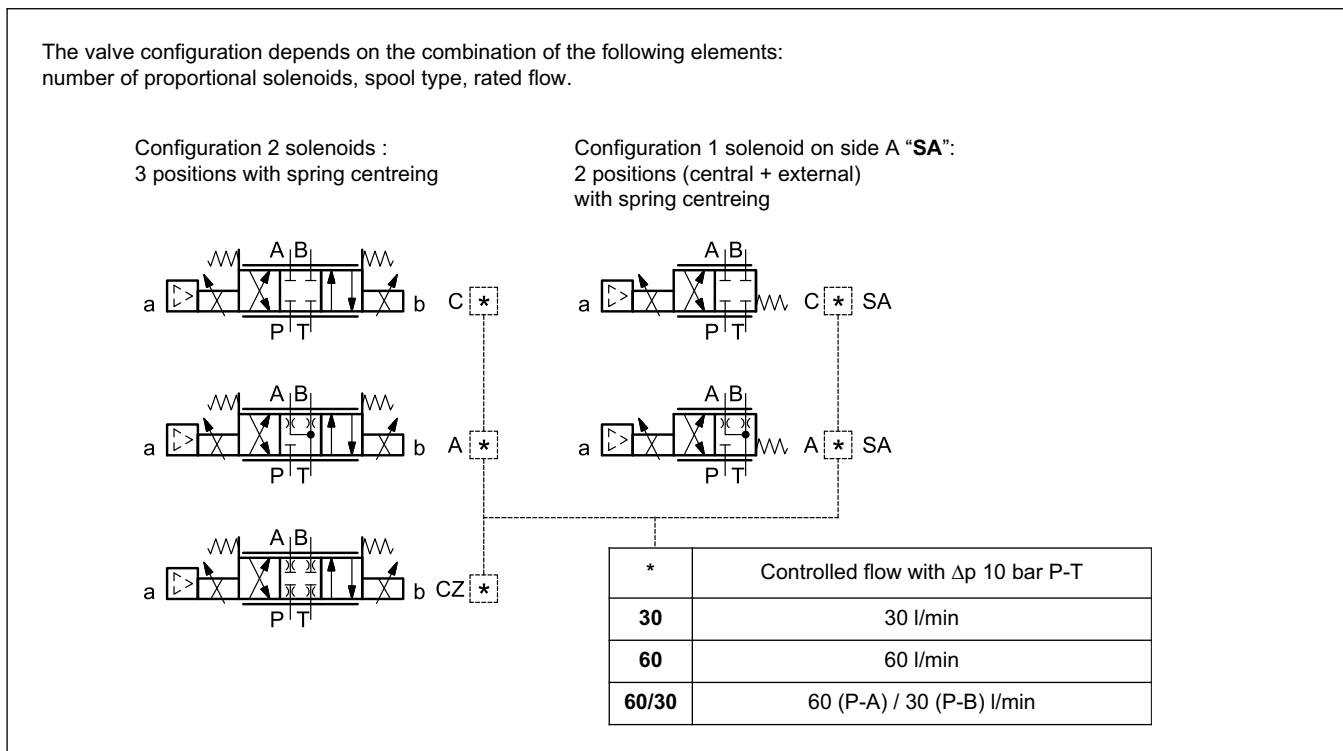 The valve configuration depends on the combination of the following elements:
number of proportional solenoids, spool type, rated flow.
Configuration 2 solenoids :
3 positions with spring centreing
Configuration 1 solenoid on side A “SA”:
2 positions (central + external)
with spring centreing
A B
a b C *
P T
A B
a C * SA
P T
A B
a b A *
P T
A B
a A * SA
P T
A B
a b CZ *
P T
* Controlled flow with Δp 10 bar P-T
30 30 l/min
60 60 l/min
60/30 60 (P-A) / 30 (P-B) l/min